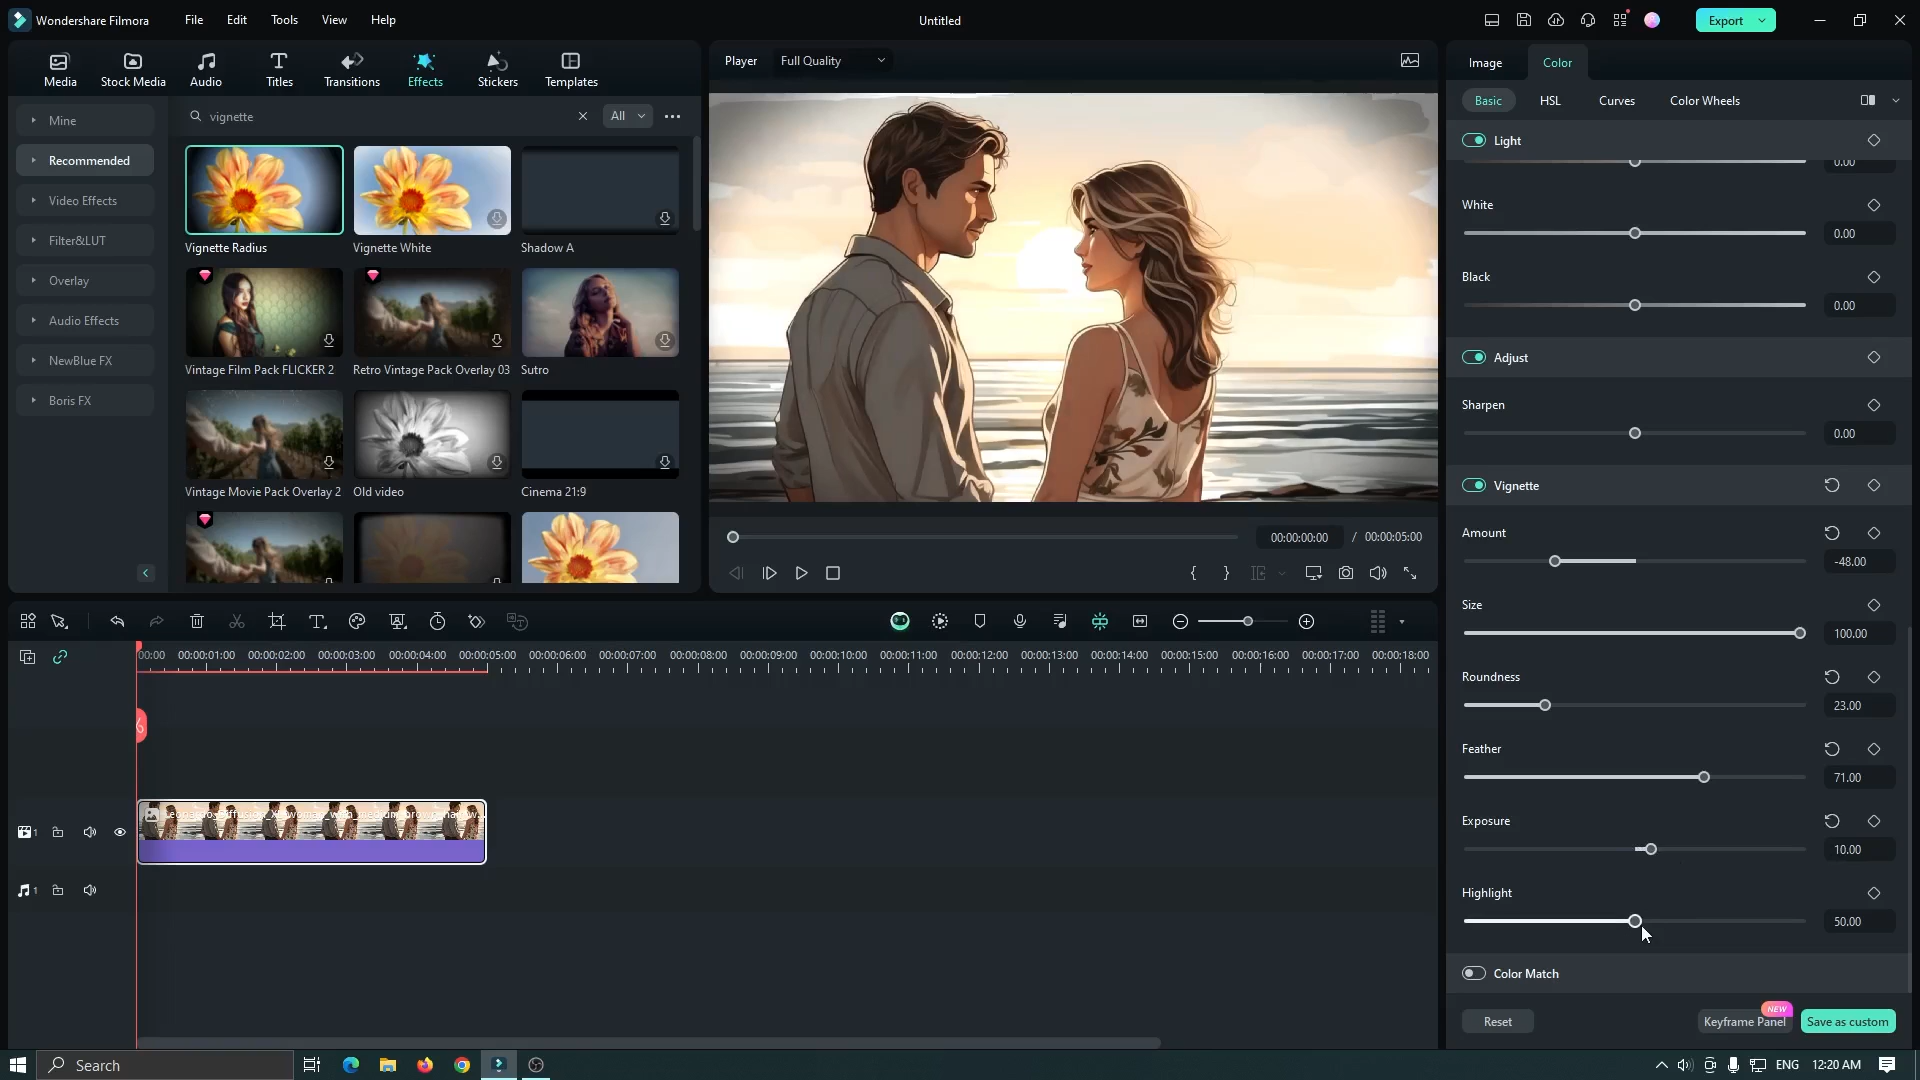 Wondershare Filmora
File
Edit
Tools
View
Help
Untitled
Export
Media
Stock Media
Audio
Titles
Transitions
Effects
Stickers
Templates
Player
Full Quality
Image
Color
Basic
HSL
Curves
Color Wheels
Mine
Recommended
Video Effects
Filter&LUT
Overlay
Audio Effects
NewBlue FX
Boris FX
vignette
All
Vignette Radius
Vignette White
Shadow A
Vintage Film Pack FLICKER 2
Retro Vintage Pack Overlay 03
Sutro
Vintage Movie Pack Overlay 2
Old video
Cinema 21:9
00:00:00:00 / 00:00:05:00
Light
0.00
White
0.00
Black
0.00
Adjust
Sharpen
0.00
Vignette
Amount
-48.00
Size
100.00
Roundness
23.00
Feather
71.00
Exposure
10.00
Highlight
50.00
Color Match
Reset
NEW
Keyframe Panel
Save as custom
00:00 00:00:01:00 00:00:02:00 00:00:03:00 00:00:04:00 00:00:05:00 00:00:06:00 00:00:07:00 00:00:08:00 00:00:09:00 00:00:10:00 00:00:11:00 00:00:12:00 00:00:13:00 00:00:14:00 00:00:15:00 00:00:16:00 00:00:17:00 00:00:18:00
1
1
Search
ENG
12:20 AM